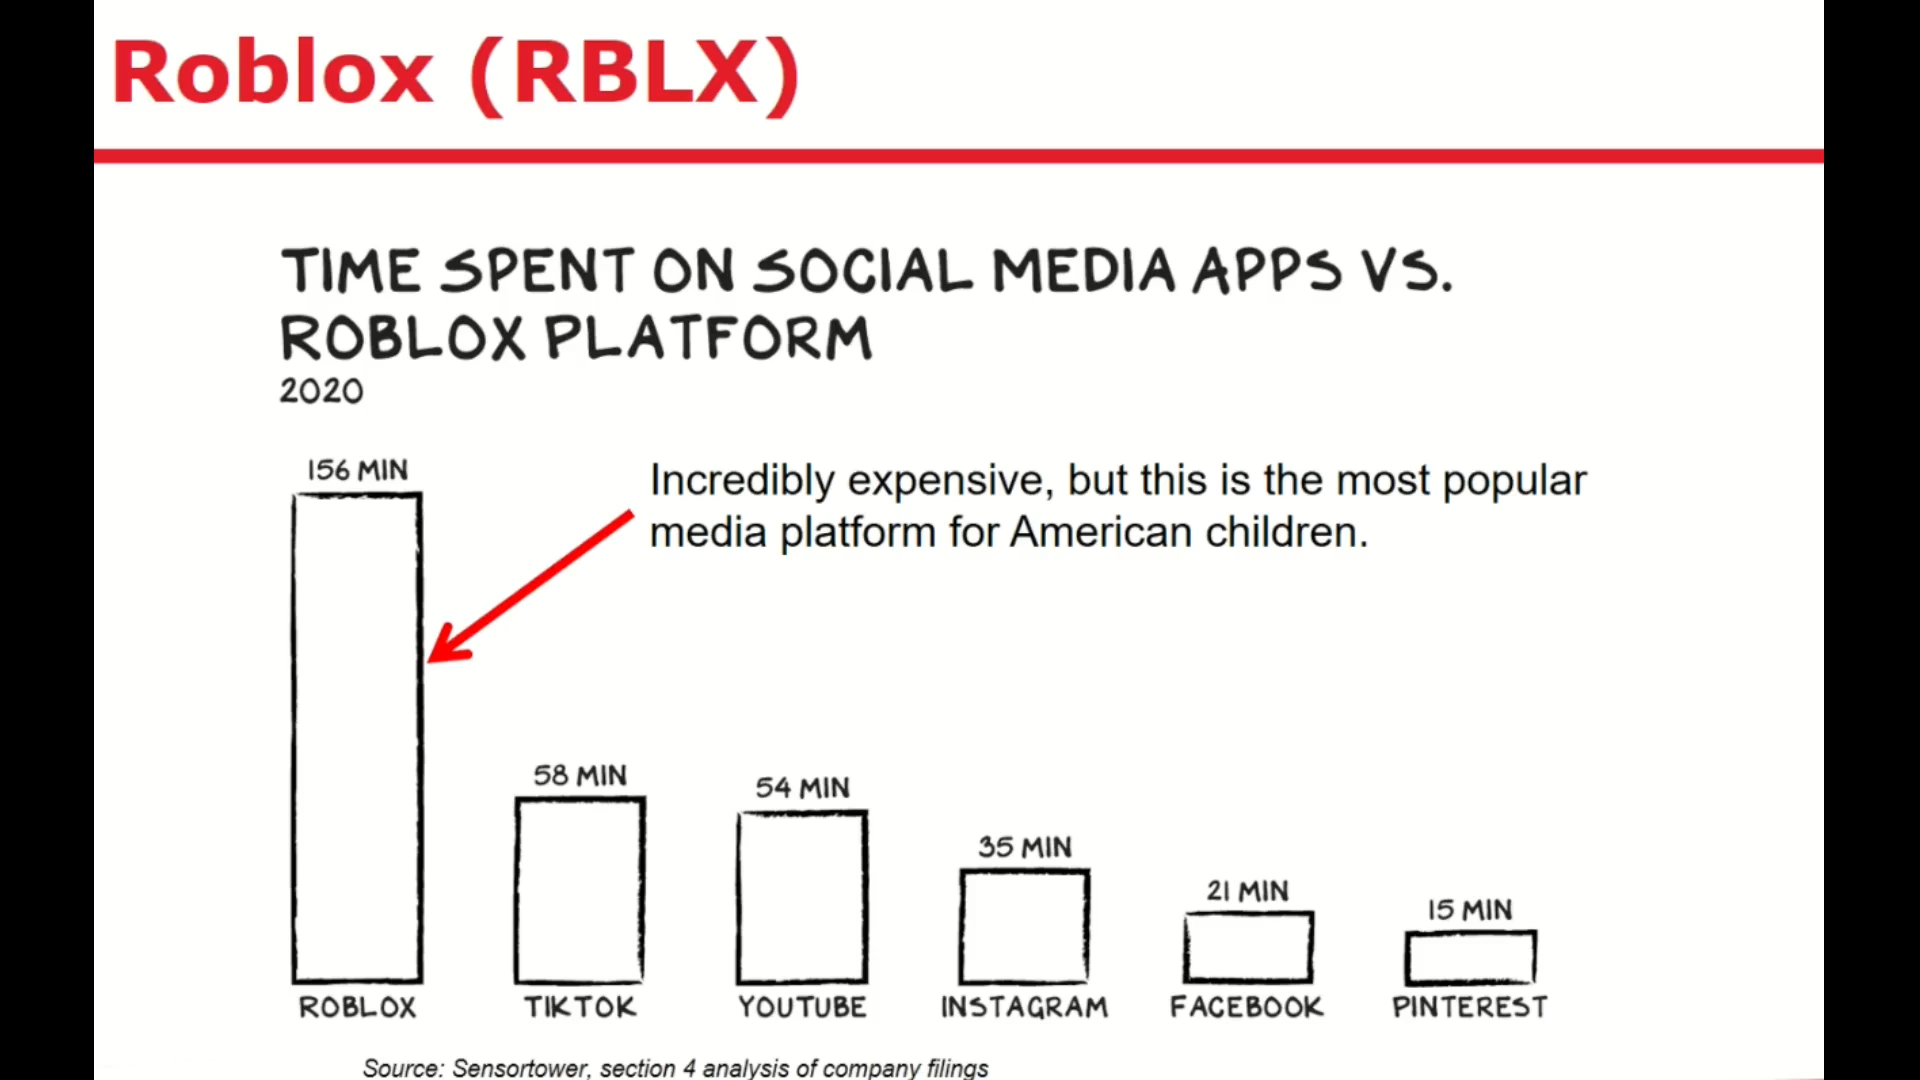 Roblox (RBLX)
TIME SPENT ON SOCIAL MEDIA APPS VS.
ROBLOX PLATFORM
2020
156 MIN
Incredibly expensive, but this is the most popular
media platform for American children.
58 MIN
54 MIN
35 MIN
21 MIN
15 MIN
ROBLOX
TIKTOK
YOUTUBE
INSTAGRAM
FACEBOOK
PINTEREST
Source: Sensortower, section 4 analysis of company filings